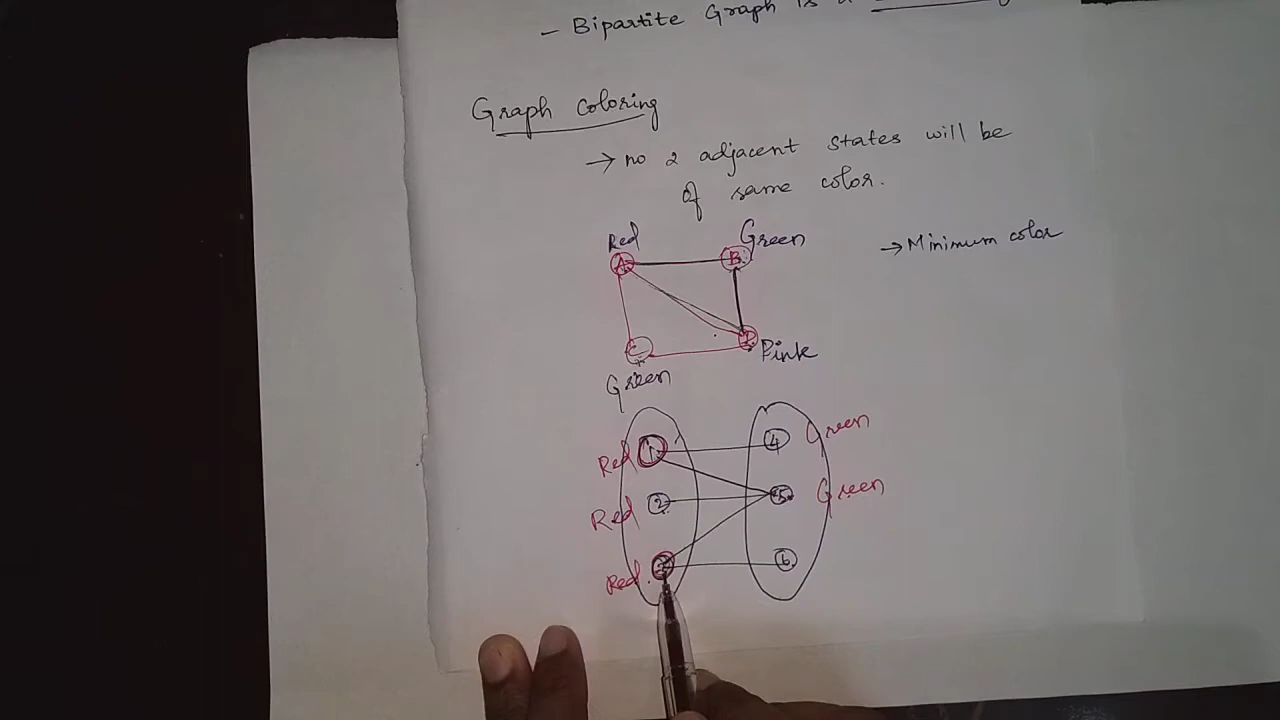 - Bipartite Graph is a
Graph coloring
→ no 2 adjacent states will be
of same color.
Red
Green
→ Minimum color
A
B
C
D
Pink
Green
Red 1 4 Green
Red 2 5 Green
Red 3 6